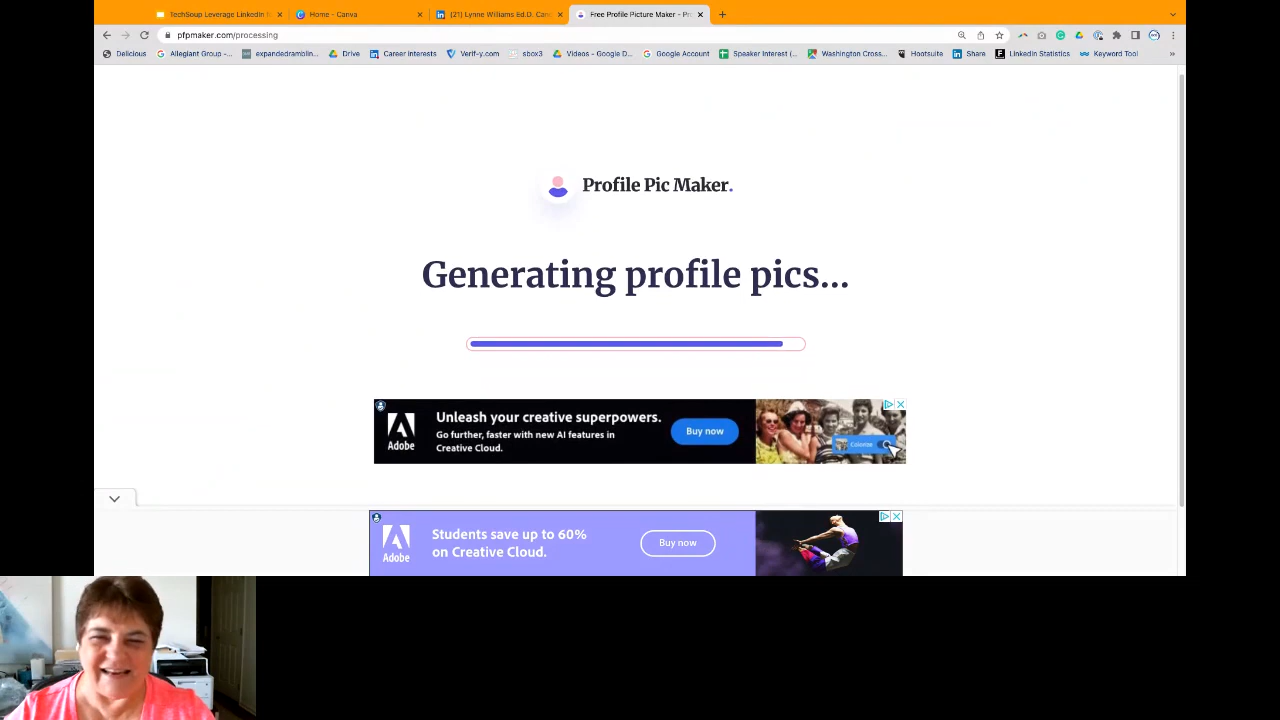 TechSoup Leverage LinkedIn
Home - Canva
(21) Lynne Williams Ed.D. Can
Free Profile Picture Maker - Pr
pfpmaker.com/processing
Delicious
Allegiant Group -...
expandedramblin...
Drive
Career Interests
Verif-y.com
sbox3
Videos - Google D...
Google Account
Speaker Interest (...
Washington Cross...
Hootsuite
Share
LinkedIn Statistics
Keyword Tool
»
Profile Pic Maker.
Generating profile pics...
Adobe
Unleash your creative superpowers.
Go further, faster with new AI features in
Creative Cloud.
Buy now
Colorize
Adobe
Students save up to 60%
on Creative Cloud.
Buy now